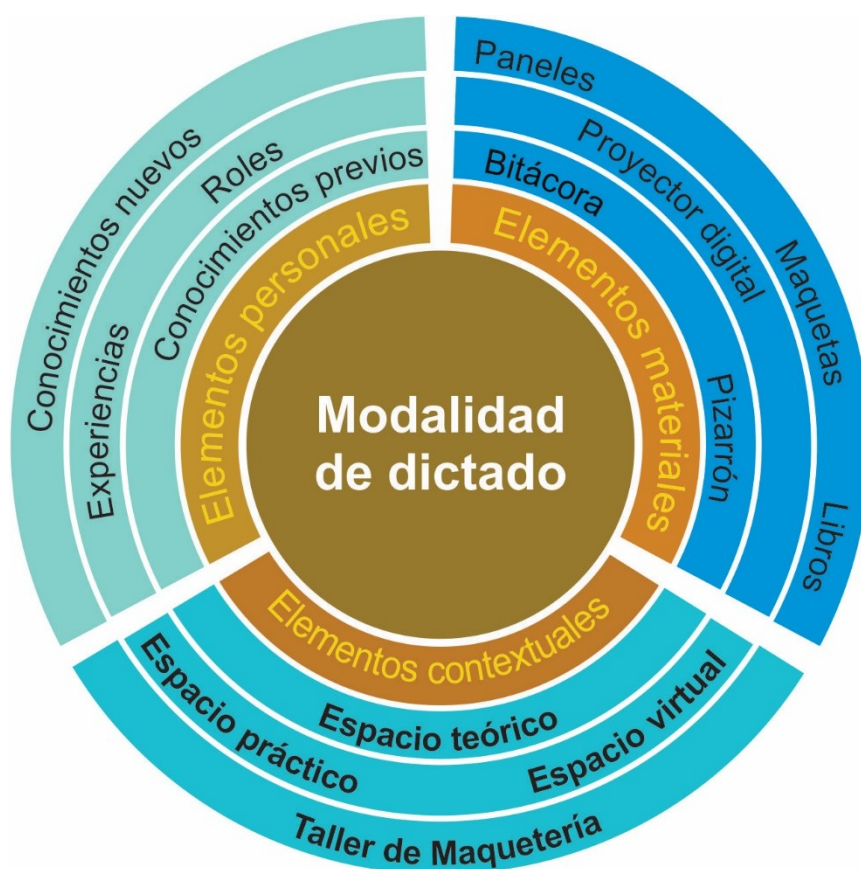 Modalidad
de dictado
Elementos personales
Conocimientos previos
Roles
Experiencias
Conocimientos nuevos
Elementos materiales
Bitácora
Pizarrón
Proyector digital
Paneles
Maquetas
Libros
Elementos contextuales
Espacio teórico
Espacio práctico
Espacio virtual
Taller de Maquetería